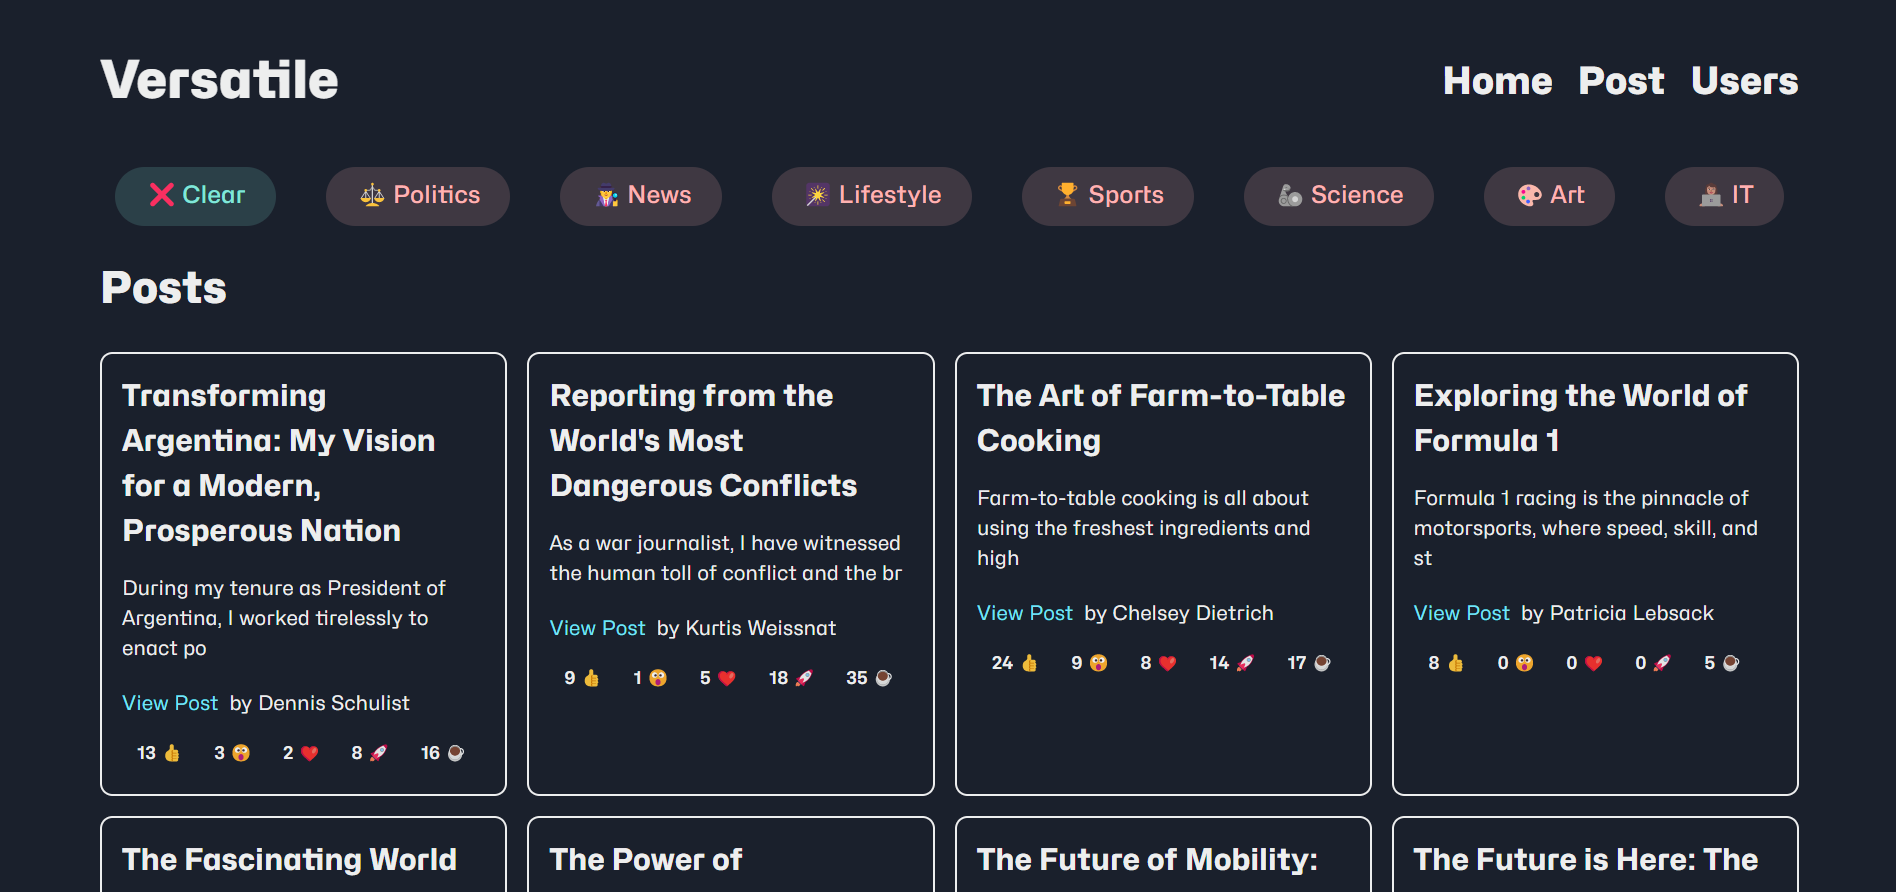 Versatile
Home Post Users
❌ Clear
⚖️ Politics
👩‍🎤 News
🎇 Lifestyle
🏆 Sports
🦾 Science
🎨 Art
👨🏽‍💻 IT
Posts
Transforming
Argentina: My Vision
for a Modern,
Prosperous Nation
During my tenure as President of
Argentina, I worked tirelessly to
enact po
View Post by Dennis Schulist
13 👍 3 😲 2 ❤️ 8 🚀 16 ☕
Reporting from the
World's Most
Dangerous Conflicts
As a war journalist, I have witnessed
the human toll of conflict and the br
View Post by Kurtis Weissnat
9 👍 1 😲 5 ❤️ 18 🚀 35 ☕
The Art of Farm-to-Table
Cooking
Farm-to-table cooking is all about
using the freshest ingredients and
high
View Post by Chelsey Dietrich
24 👍 9 😲 8 ❤️ 14 🚀 17 ☕
Exploring the World of
Formula 1
Formula 1 racing is the pinnacle of
motorsports, where speed, skill, and
st
View Post by Patricia Lebsack
8 👍 0 😲 0 ❤️ 0 🚀 5 ☕
The Fascinating World
The Power of
The Future of Mobility:
The Future is Here: The